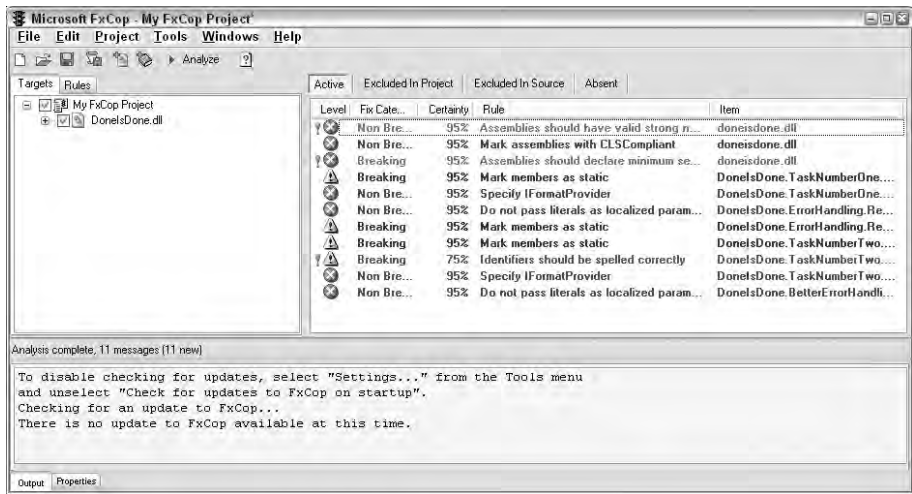 Microsoft FxCop - My FxCop Project*
File Edit Project Tools Windows Help
Analyze
Targets Rules
My FxCop Project
DoneIsDone.dll
Active Excluded In Project Excluded In Source Absent
Level Fix Cate... Certainty Rule Item
Non Bre... 95% Assemblies should have valid strong n... doneisdone.dll
Non Bre... 95% Mark assemblies with CLSCompliant doneisdone.dll
Breaking 95% Assemblies should declare minimum se... doneisdone.dll
Breaking 95% Mark members as static DoneIsDone.TaskNumberOne....
Non Bre... 95% Specify IFormatProvider DoneIsDone.TaskNumberOne....
Non Bre... 95% Do not pass literals as localized param... DoneIsDone.ErrorHandling.Re...
Breaking 95% Mark members as static DoneIsDone.ErrorHandling.Re...
Breaking 95% Mark members as static DoneIsDone.TaskNumberTwo....
Breaking 75% Identifiers should be spelled correctly DoneIsDone.TaskNumberTwo....
Non Bre... 95% Specify IFormatProvider DoneIsDone.TaskNumberTwo....
Non Bre... 95% Do not pass literals as localized param... DoneIsDone.BetterErrorHandli...
Analysis complete, 11 messages (11 new)
To disable checking for updates, select "Settings..." from the Tools menu
and unselect "Check for updates to FxCop on startup".
Checking for an update to FxCop...
There is no update to FxCop available at this time.
Output Properties